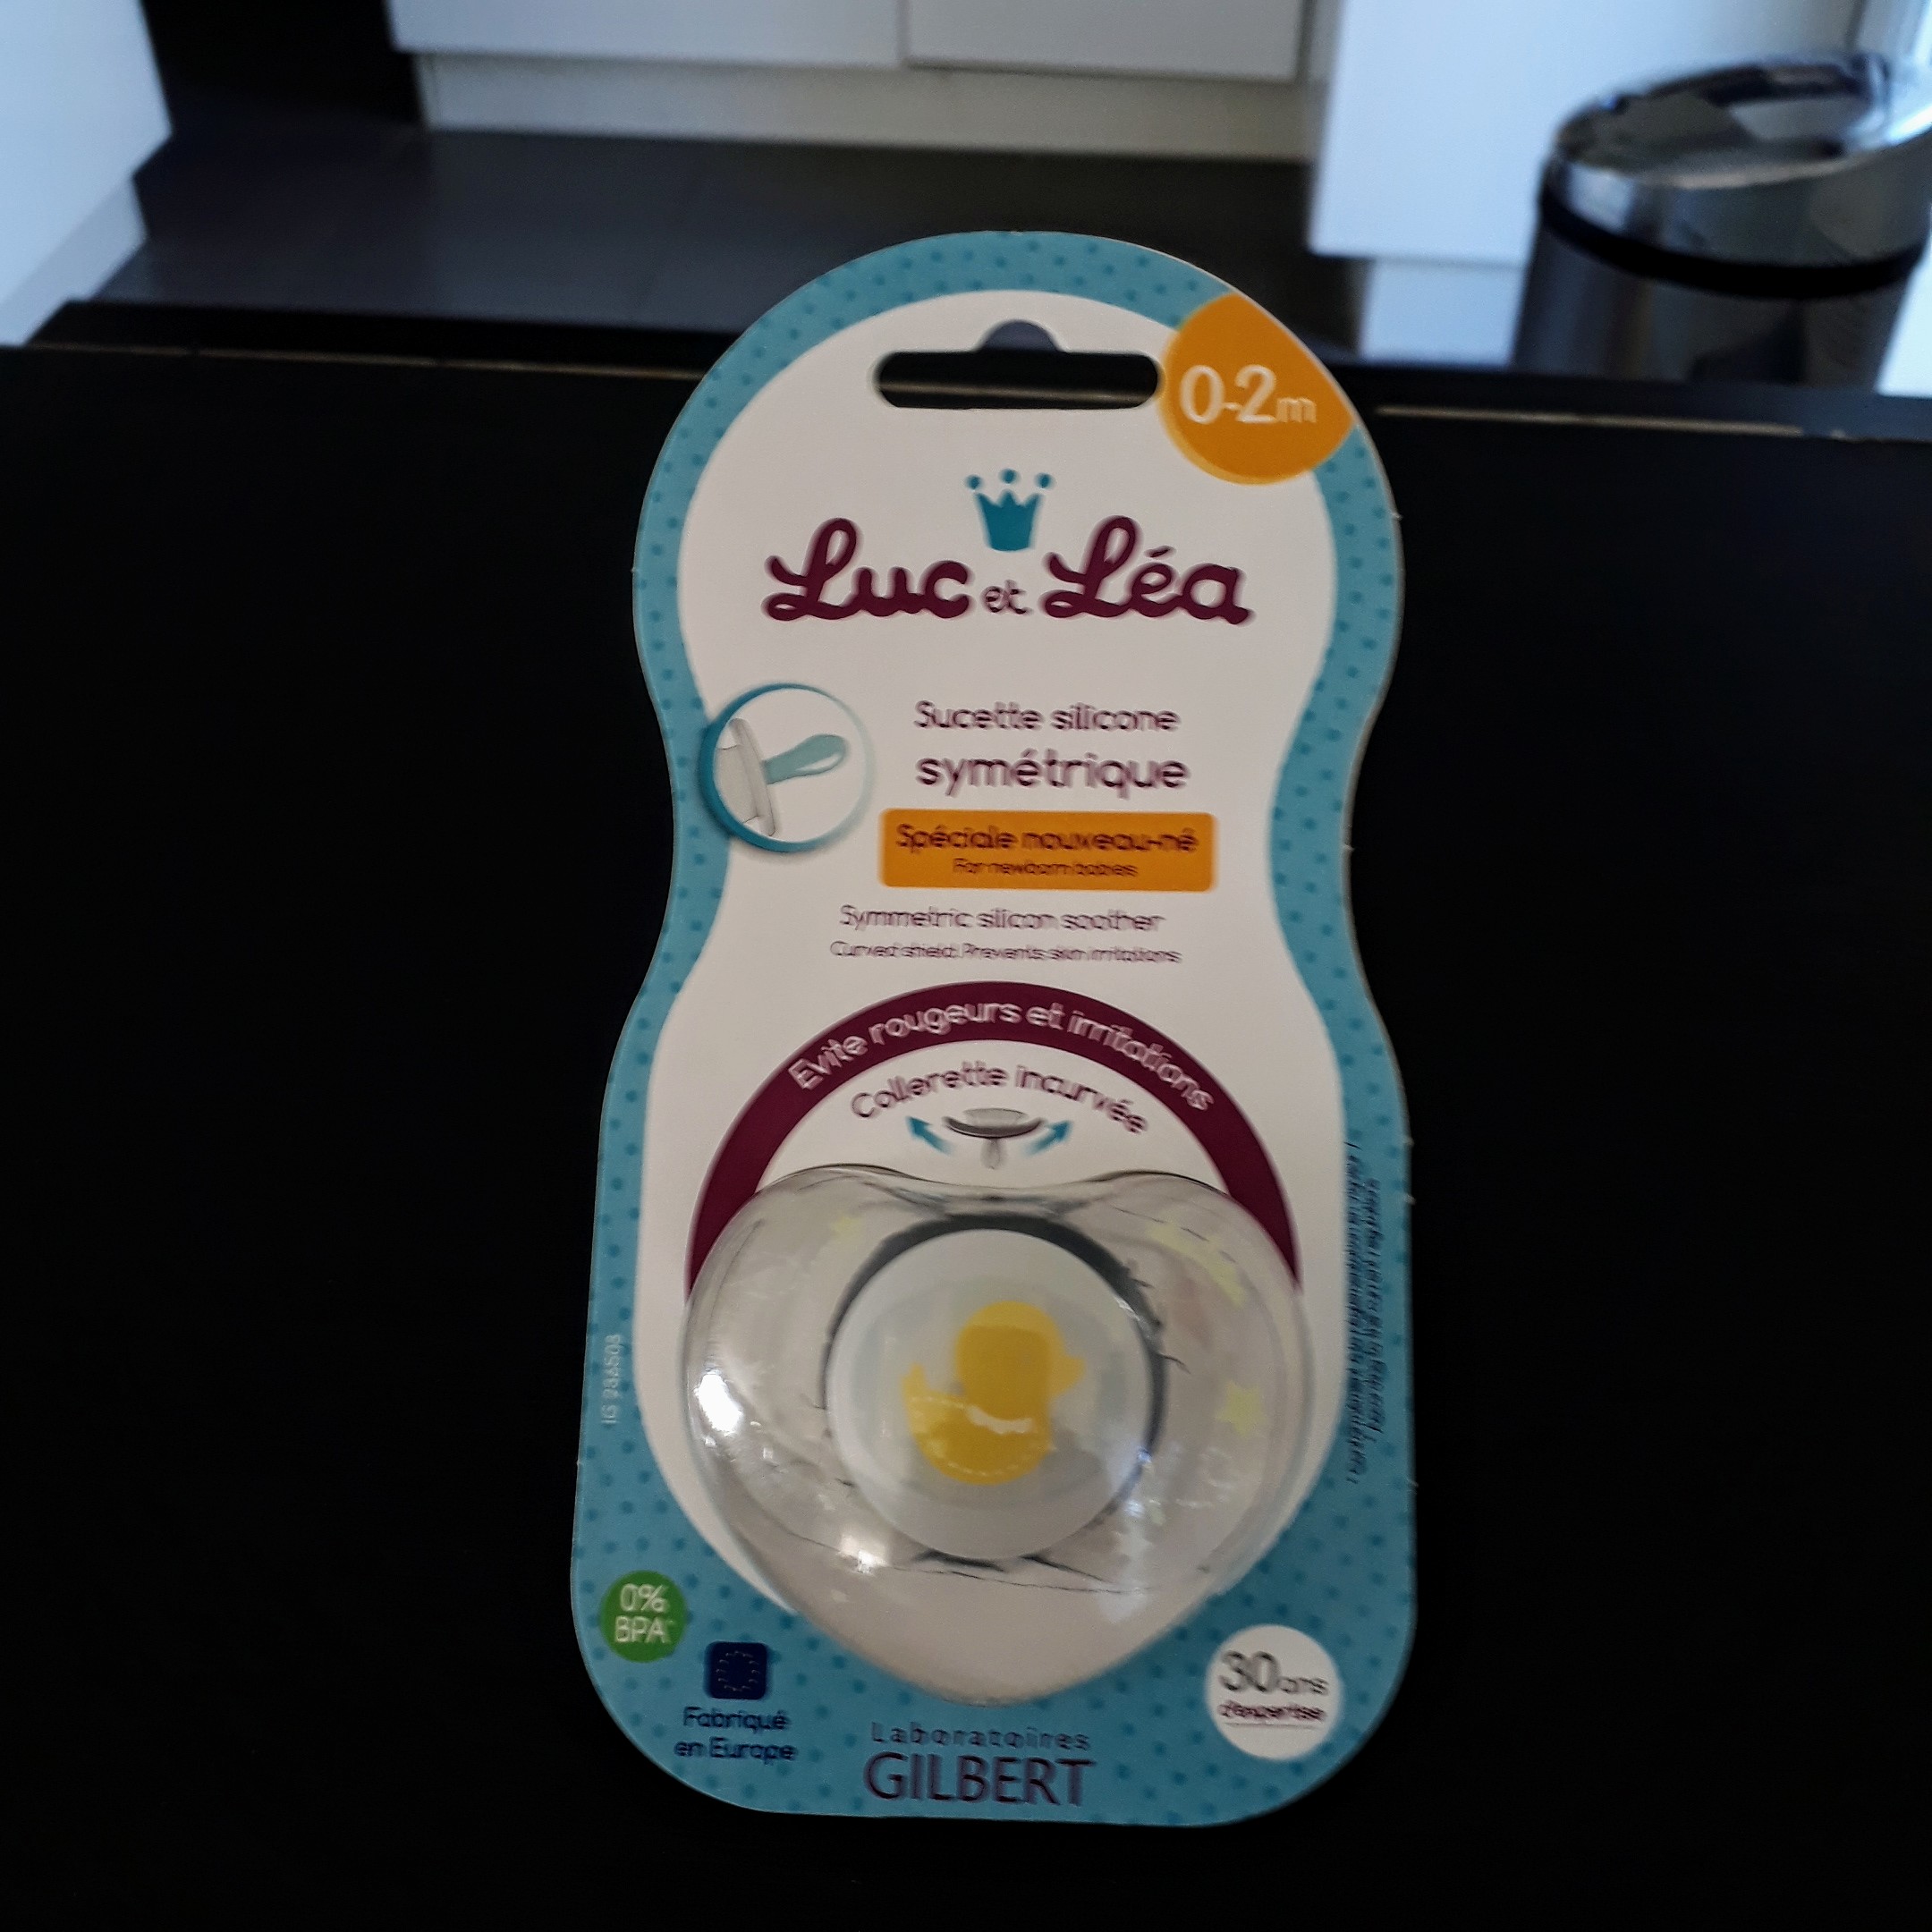 0-2m
Luc et Léa
Sucette silicone
symétrique
Spéciale nouveau-né
For newborn babies
Symmetric silicon soother
Curved shield. Prevents skin irritations
Evite rougeurs et irritations
Collerette incurvée
0%
BPA*
Fabriqué
en Europe
30 ans
d'expertise
Laboratoires
GILBERT